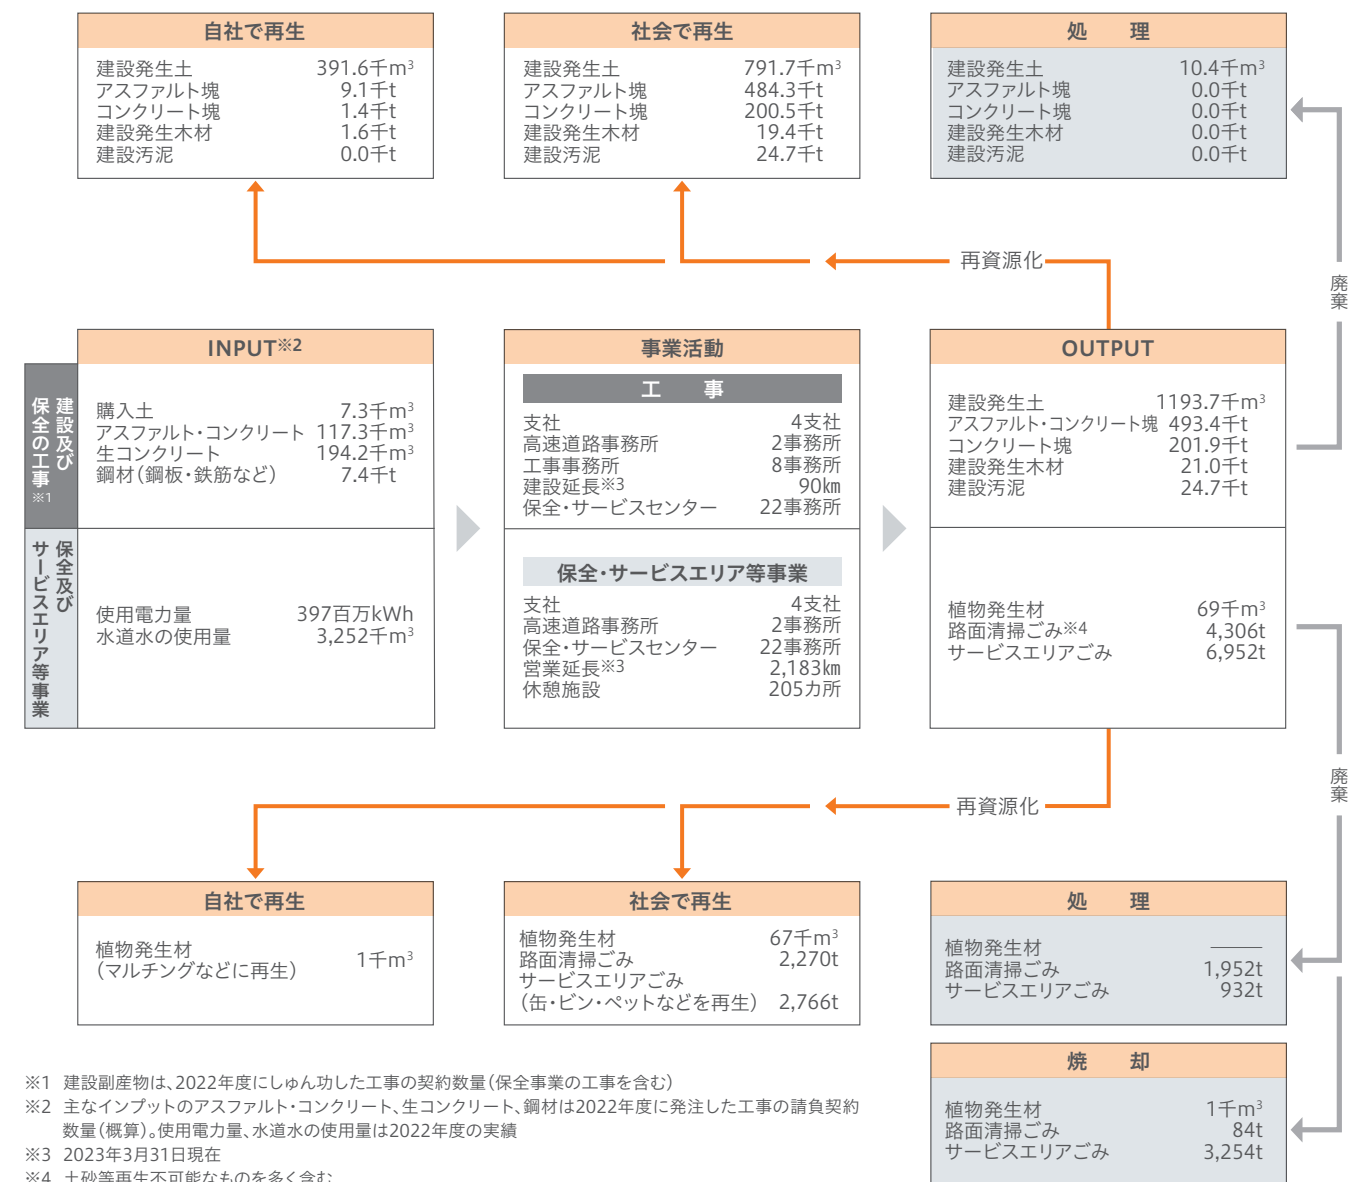 自社で再生
建設発生土 391.6千m³
アスファルト塊 9.1千t
コンクリート塊 1.4千t
建設発生木材 1.6千t
建設汚泥 0.0千t
社会で再生
建設発生土 791.7千m³
アスファルト塊 484.3千t
コンクリート塊 200.5千t
建設発生木材 19.4千t
建設汚泥 24.7千t
処 理
建設発生土 10.4千m³
アスファルト塊 0.0千t
コンクリート塊 0.0千t
建設発生木材 0.0千t
建設汚泥 0.0千t
再資源化
廃棄
建設及び
保全の工事
※1
INPUT※2
購入土 7.3千m³
アスファルト・コンクリート 117.3千m³
生コンクリート 194.2千m³
鋼材（鋼板・鉄筋など） 7.4千t
事業活動
工 事
支社 4支社
高速道路事務所 2事務所
工事事務所 8事務所
建設延長※3 90㎞
保全・サービスセンター 22事務所
OUTPUT
建設発生土 1193.7千m³
アスファルト・コンクリート塊 493.4千t
コンクリート塊 201.9千t
建設発生木材 21.0千t
建設汚泥 24.7千t
保全及び
サービスエリア等事業
使用電力量 397百万kWh
水道水の使用量 3,252千m³
保全・サービスエリア等事業
支社 4支社
高速道路事務所 2事務所
保全・サービスセンター 22事務所
営業延長※3 2,183㎞
休憩施設 205カ所
植物発生材 69千m³
路面清掃ごみ※4 4,306t
サービスエリアごみ 6,952t
再資源化
廃棄
自社で再生
植物発生材
（マルチングなどに再生） 1千m³
社会で再生
植物発生材 67千m³
路面清掃ごみ 2,270t
サービスエリアごみ
（缶・ビン・ペットなどを再生） 2,766t
処 理
植物発生材 ――
路面清掃ごみ 1,952t
サービスエリアごみ 932t
焼 却
植物発生材 1千m³
路面清掃ごみ 84t
サービスエリアごみ 3,254t
※1 建設副産物は、2022年度にしゅん功した工事の契約数量（保全事業の工事を含む）
※2 主なインプットのアスファルト・コンクリート、生コンクリート、鋼材は2022年度に発注した工事の請負契約
数量（概算）。使用電力量、水道水の使用量は2022年度の実績
※3 2023年3月31日現在
※4 土砂等再生不可能なものを多く含む